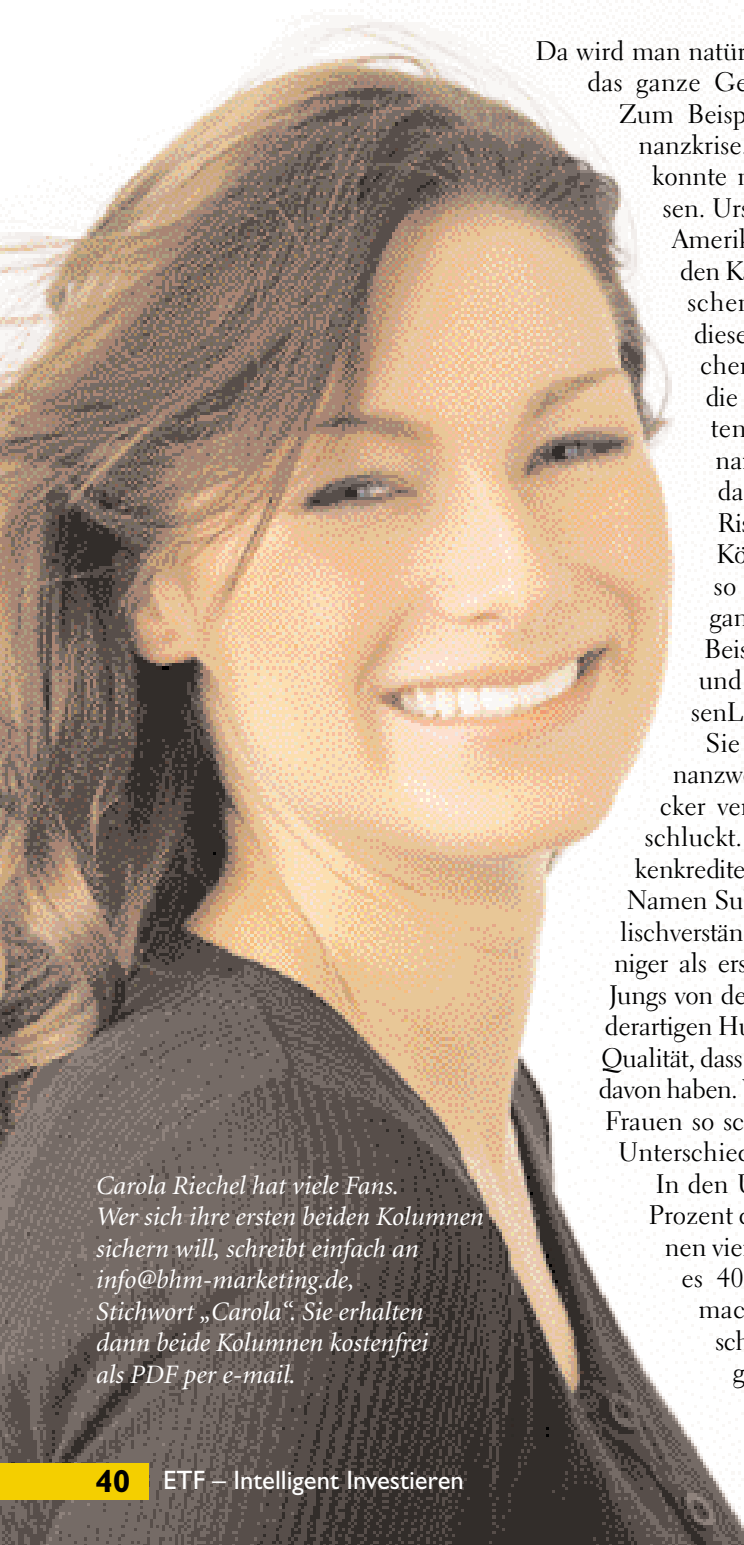 Da wird man natür
das ganze Ge
Zum Beisp
nanzkrise.
konnte
sen. Urs
Amerik
den K
schen
diese
cher
die
ten
nar
da
Ris
Kö
so
gan
Beis
und
senL
Sie
nanzw
cker ver
schluckt.
kenkredite
Namen Su
lischverstän
niger als ers
Jungs von de
derartigen Hu
Qualität, dass
davon haben.
Frauen so sc
Unterschied
In den U
Prozent
nen vier
es 40
mac
sch
g
Carola Riechel hat viele Fans.
Wer sich ihre ersten beiden Kolumnen
sichern will, schreibt einfach an
info@bhm-marketing.de,
Stichwort „Carola“. Sie erhalten
dann beide Kolumnen kostenfrei
als PDF per e-mail.
40 ETF – Intelligent Investieren